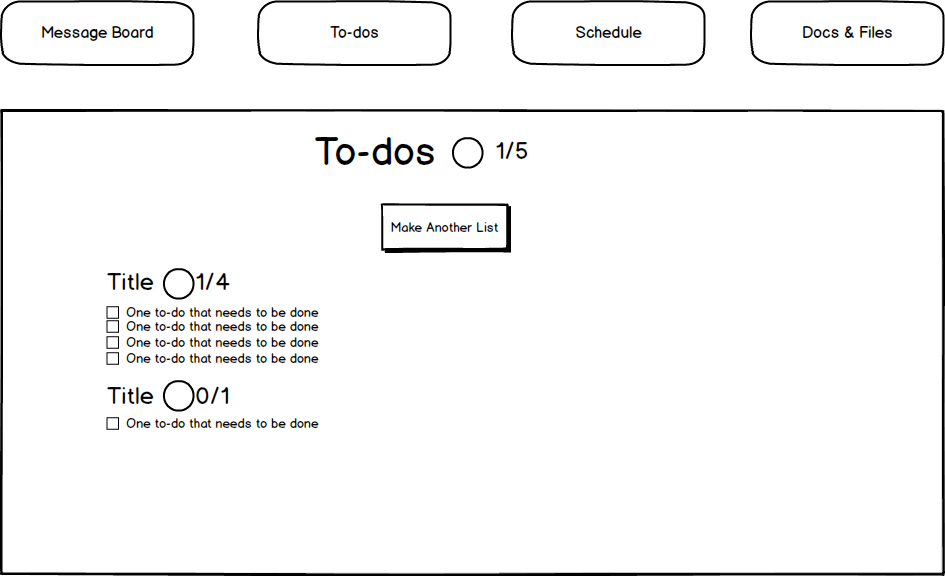 Message Board To-dos Schedule Docs & Files
To-dos 1/5
Make Another List
Title 1/4
One to-do that needs to be done
One to-do that needs to be done
One to-do that needs to be done
One to-do that needs to be done
Title 0/1
One to-do that needs to be done